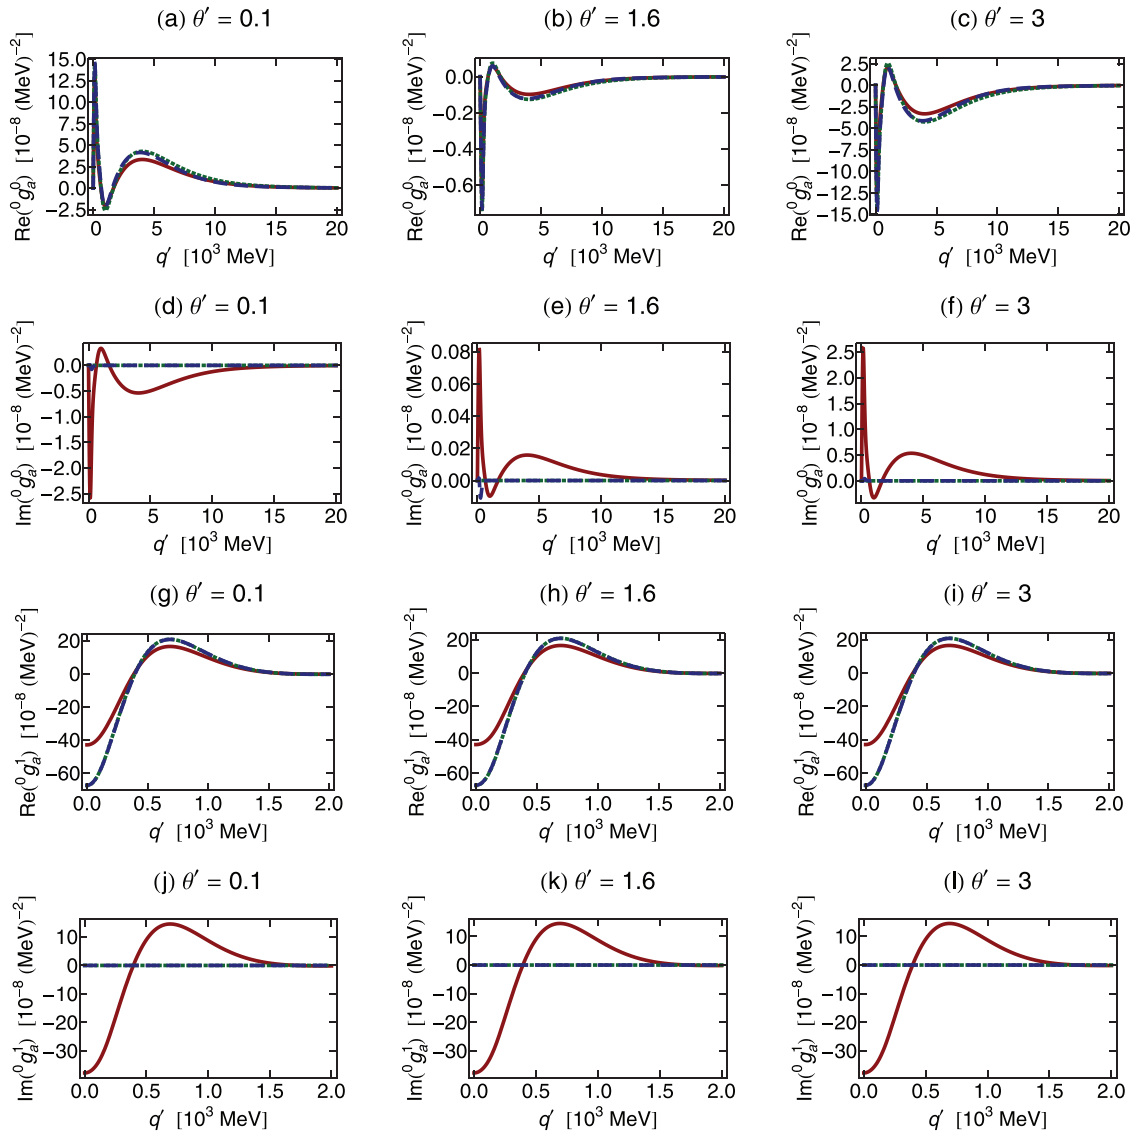 (a) θ′ = 0.1
(b) θ′ = 1.6
(c) θ′ = 3
Re(⁰gₐ⁰) [10⁻⁸ (MeV)⁻²]
15.0
12.5
10.0
7.5
5.0
2.5
0.0
−2.5
0 5 10 15 20
q′ [10³ MeV]
Re(⁰gₐ⁰) [10⁻⁸ (MeV)⁻²]
0.0
−0.2
−0.4
−0.6
0 5 10 15 20
q′ [10³ MeV]
Re(⁰gₐ⁰) [10⁻⁸ (MeV)⁻²]
2.5
0.0
−2.5
−5.0
−7.5
−10.0
−12.5
−15.0
0 5 10 15 20
q′ [10³ MeV]
(d) θ′ = 0.1
(e) θ′ = 1.6
(f) θ′ = 3
Im(⁰gₐ⁰) [10⁻⁸ (MeV)⁻²]
0.0
−0.5
−1.0
−1.5
−2.0
−2.5
0 5 10 15 20
q′ [10³ MeV]
Im(⁰gₐ⁰) [10⁻⁸ (MeV)⁻²]
0.08
0.06
0.04
0.02
0.00
0 5 10 15 20
q′ [10³ MeV]
Im(⁰gₐ⁰) [10⁻⁸ (MeV)⁻²]
2.5
2.0
1.5
1.0
0.5
0.0
0 5 10 15 20
q′ [10³ MeV]
(g) θ′ = 0.1
(h) θ′ = 1.6
(i) θ′ = 3
Re(⁰gₐ¹) [10⁻⁸ (MeV)⁻²]
20
0
−20
−40
−60
0.0 0.5 1.0 1.5 2.0
q′ [10³ MeV]
Re(⁰gₐ¹) [10⁻⁸ (MeV)⁻²]
20
0
−20
−40
−60
0.0 0.5 1.0 1.5 2.0
q′ [10³ MeV]
Re(⁰gₐ¹) [10⁻⁸ (MeV)⁻²]
20
0
−20
−40
−60
0.0 0.5 1.0 1.5 2.0
q′ [10³ MeV]
(j) θ′ = 0.1
(k) θ′ = 1.6
(l) θ′ = 3
Im(⁰gₐ¹) [10⁻⁸ (MeV)⁻²]
10
0
−10
−20
−30
0.0 0.5 1.0 1.5 2.0
q′ [10³ MeV]
Im(⁰gₐ¹) [10⁻⁸ (MeV)⁻²]
10
0
−10
−20
−30
0.0 0.5 1.0 1.5 2.0
q′ [10³ MeV]
Im(⁰gₐ¹) [10⁻⁸ (MeV)⁻²]
10
0
−10
−20
−30
0.0 0.5 1.0 1.5 2.0
q′ [10³ MeV]